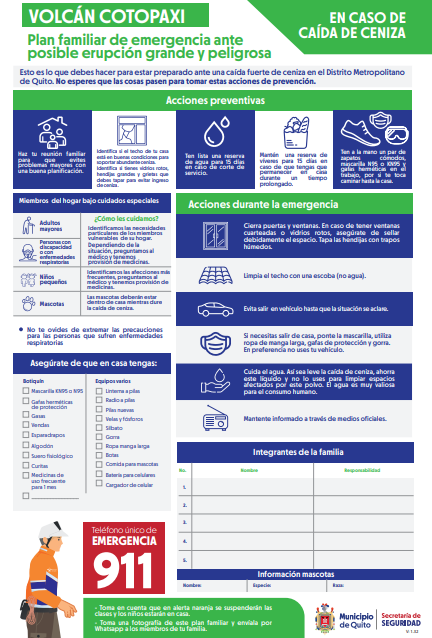 VOLCÁN COTOPAXI
EN CASO DE
CAÍDA DE CENIZA
Plan familiar de emergencia ante
posible erupción grande y peligrosa
Esto es lo que debes hacer para estar preparado ante una caída fuerte de ceniza en el Distrito Metropolitano
de Quito. No esperes que las cosas pasen para tomar estas acciones de prevención.
Acciones preventivas
Haz tu reunión familiar
para que evites
problemas mayores con
una buena planificación.
Identifica si el techo de tu casa
está en buenas condiciones para
soportar abundante ceniza.
Identifica si tienes vidrios rotos,
hendijas grandes y grietas que
debes tapar para evitar ingreso
de ceniza.
Ten lista una reserva
de agua para 15 días
en caso de corte de
servicio.
Mantén una reserva de
víveres para 15 días en
caso de que tengas que
permanecer en casa
durante un tiempo
prolongado.
Ten a la mano un par de
zapatos cómodos,
mascarilla N95 o KN95 y
gafas herméticas en el
trabajo, por si te toca
caminar hasta la casa.
Miembros del hogar bajo cuidados especiales
Adultos
mayores
Personas con
discapacidad
o con
enfermedades
respiratorias
Niños
pequeños
Mascotas
¿Cómo les cuidamos?
Identificamos las necesidades
particulares de los miembros
vulnerables de su hogar.
Dependiendo de la
situación, preguntamos al
médico y tenemos
provisión de medicinas.
Identificamos las afecciones más
frecuentes, preguntamos al
médico y tenemos provisión de
medicinas.
Las mascotas deberán estar
dentro de casa mientras dure
la caída de ceniza.
• No te ovides de extremar las precauciones
para las personas que sufren enfermedades
respiratorias
Asegúrate de que en casa tengas:
Botiquín
Mascarilla KN95 o N95
Gafas herméticas
de protección
Gasas
Vendas
Esparadrapos
Algodón
Suero fisiológico
Curitas
Medicinas de
uso frecuente
para 1 mes
Equipos varios
Linterna a pilas
Radio a pilas
Pilas nuevas
Velas y fósforos
Silbato
Gorra
Ropa manga larga
Botas
Comida para mascotas
Batería para celulares
Cargador de celular
Acciones durante la emergencia
Cierra puertas y ventanas. En caso de tener ventanas
cuarteadas o vidrios rotos, asegúrate de sellar
debidamente el espacio. Tapa las hendijas con trapos
húmedos.
Limpia el techo con una escoba (no agua).
Evita salir en vehículo hasta que la situación se aclare.
Si necesitas salir de casa, ponte la mascarilla, utiliza
ropa de manga larga, gafas de protección y gorra.
En preferencia no uses tu vehículo.
Cuida el agua. Así sea leve la caída de ceniza, ahorra
este líquido y no lo uses para limpiar espacios
afectados por este polvo. El agua es muy valiosa
para el consumo humano.
Mantente informado a través de medios oficiales.
Integrantes de la familia
No. Nombre Responsabilidad
1.
2.
3.
4.
5.
Información mascotas
Nombre: Especie: Raza:
Teléfono único de
EMERGENCIA
911
- Toma en cuenta que en alerta naranja se suspenderán las
clases y los niños estarán en casa.
- Toma una fotografía de este plan familiar y envíala por
Whatsapp a los miembros de tu familia.
Municipio
de Quito
Secretaría de
SEGURIDAD
V. 1.02